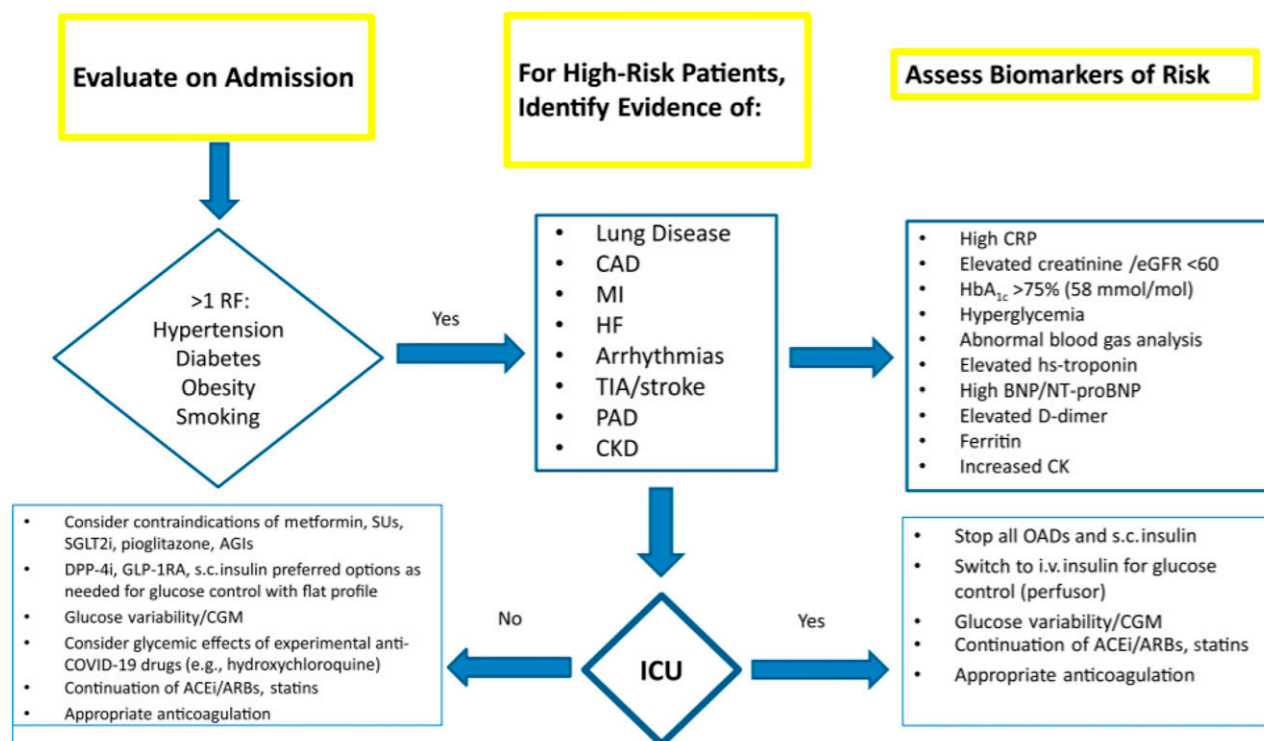 Evaluate on Admission
For High-Risk Patients,
Identify Evidence of:
Assess Biomarkers of Risk
>1 RF:
Hypertension
Diabetes
Obesity
Smoking
Yes
• Lung Disease
• CAD
• MI
• HF
• Arrhythmias
• TIA/stroke
• PAD
• CKD
• High CRP
• Elevated creatinine /eGFR <60
• HbA1c >75% (58 mmol/mol)
• Hyperglycemia
• Abnormal blood gas analysis
• Elevated hs-troponin
• High BNP/NT-proBNP
• Elevated D-dimer
• Ferritin
• Increased CK
• Consider contraindications of metformin, SUs,
SGLT2i, pioglitazone, AGIs
• DPP-4i, GLP-1RA, s.c.insulin preferred options as
needed for glucose control with flat profile
• Glucose variability/CGM
• Consider glycemic effects of experimental anti-
COVID-19 drugs (e.g., hydroxychloroquine)
• Continuation of ACEi/ARBs, statins
• Appropriate anticoagulation
No
ICU
Yes
• Stop all OADs and s.c.insulin
• Switch to i.v.insulin for glucose
control (perfusor)
• Glucose variability/CGM
• Continuation of ACEi/ARBs, statins
• Appropriate anticoagulation